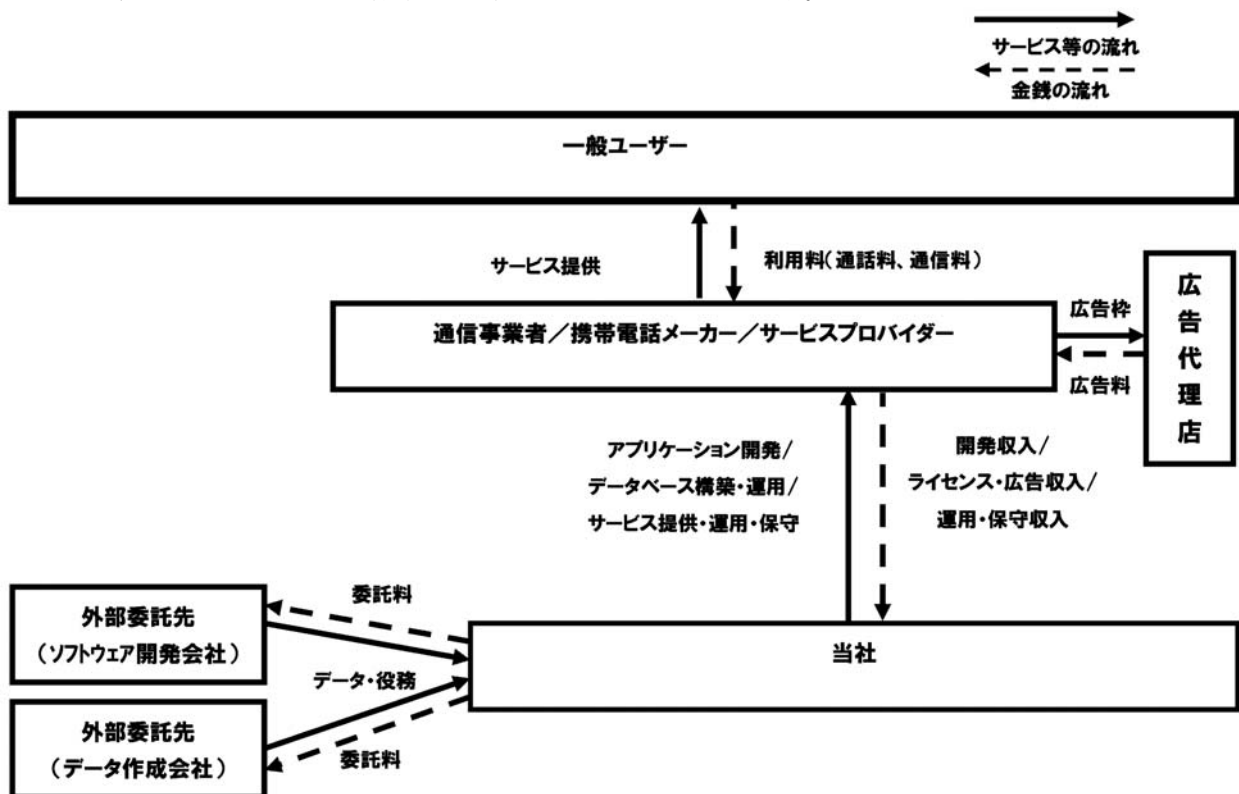 サービス等の流れ
金銭の流れ
一般ユーザー
サービス提供
利用料(通話料、通信料)
通信事業者/携帯電話メーカー/サービスプロバイダー
広告枠
広告料
広告代理店
アプリケーション開発/
データベース構築・運用/
サービス提供・運用・保守
開発収入/
ライセンス・広告収入/
運用・保守収入
外部委託先
(ソフトウェア開発会社)
委託料
当社
データ・役務
外部委託先
(データ作成会社)
委託料